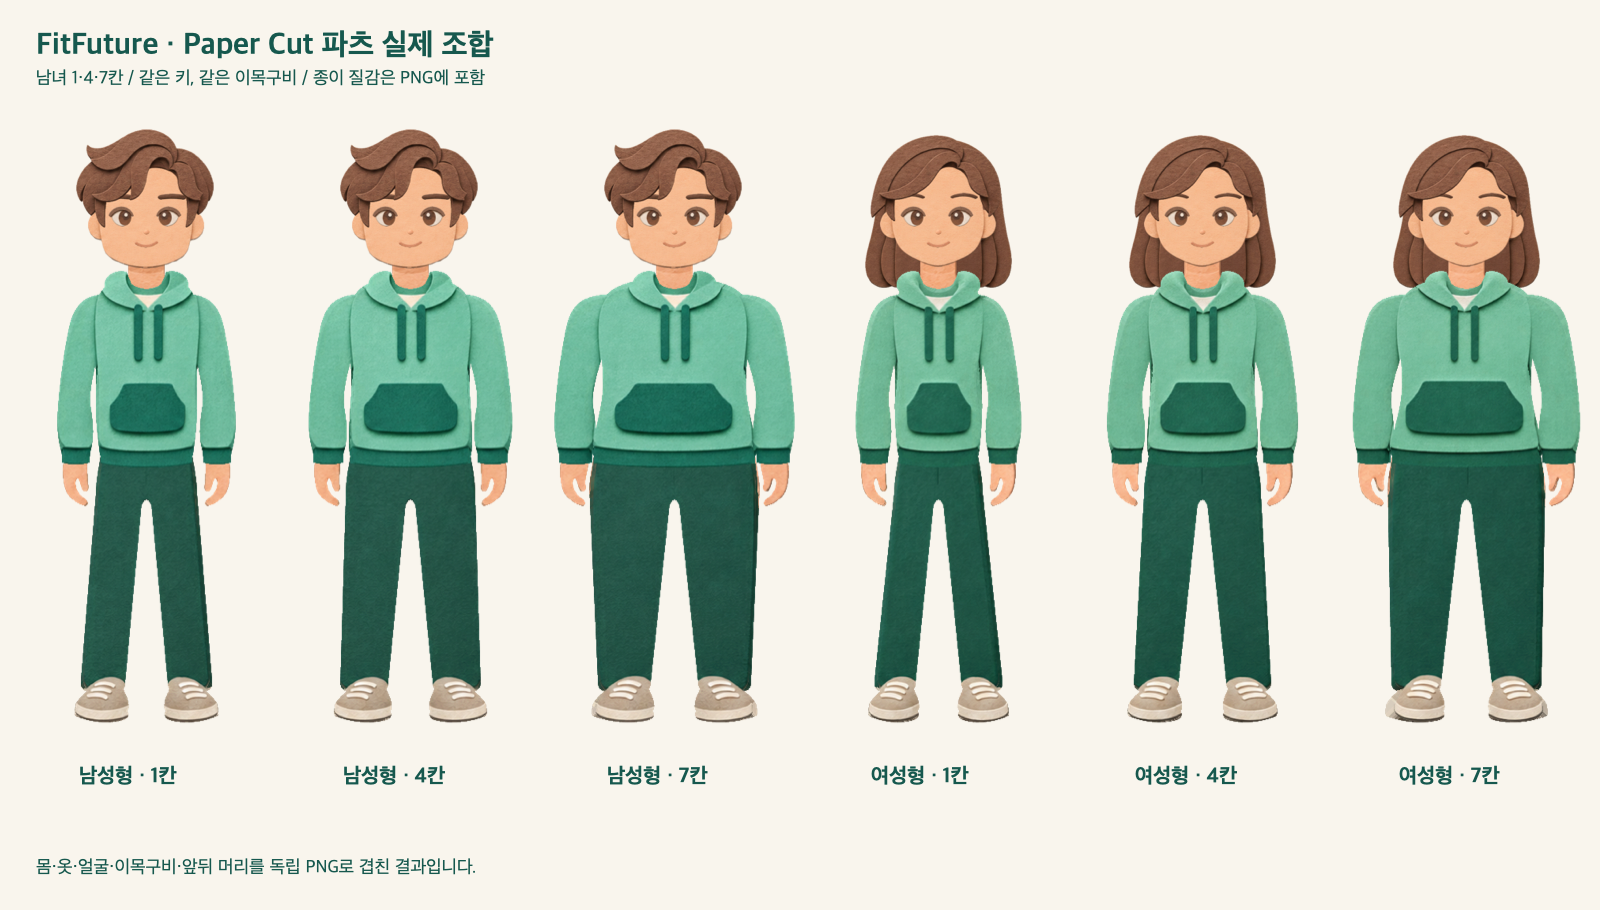 FitFuture · Paper Cut 파츠 실제 조합
남녀 1·4·7칸 / 같은 키, 같은 이목구비 / 종이 질감은 PNG에 포함
남성형 · 1칸
남성형 · 4칸
남성형 · 7칸
여성형 · 1칸
여성형 · 4칸
여성형 · 7칸
몸·옷·얼굴·이목구비·앞뒤 머리를 독립 PNG로 겹친 결과입니다.